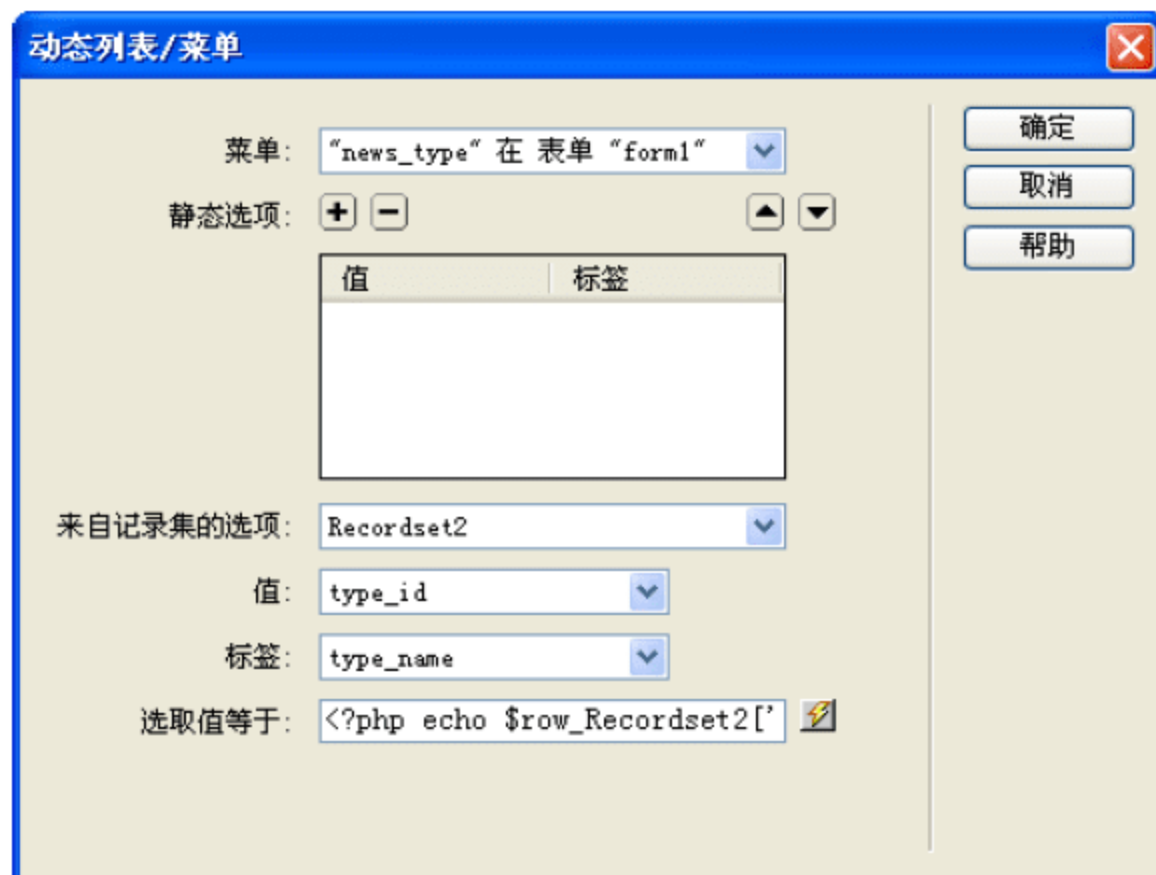 动态列表/菜单
菜单: "news_type" 在 表单 "form1"
确定
静态选项:
取消
帮助
值 标签
来自记录集的选项: Recordset2
值: type_id
标签: type_name
选取值等于: <?php echo $row_Recordset2['